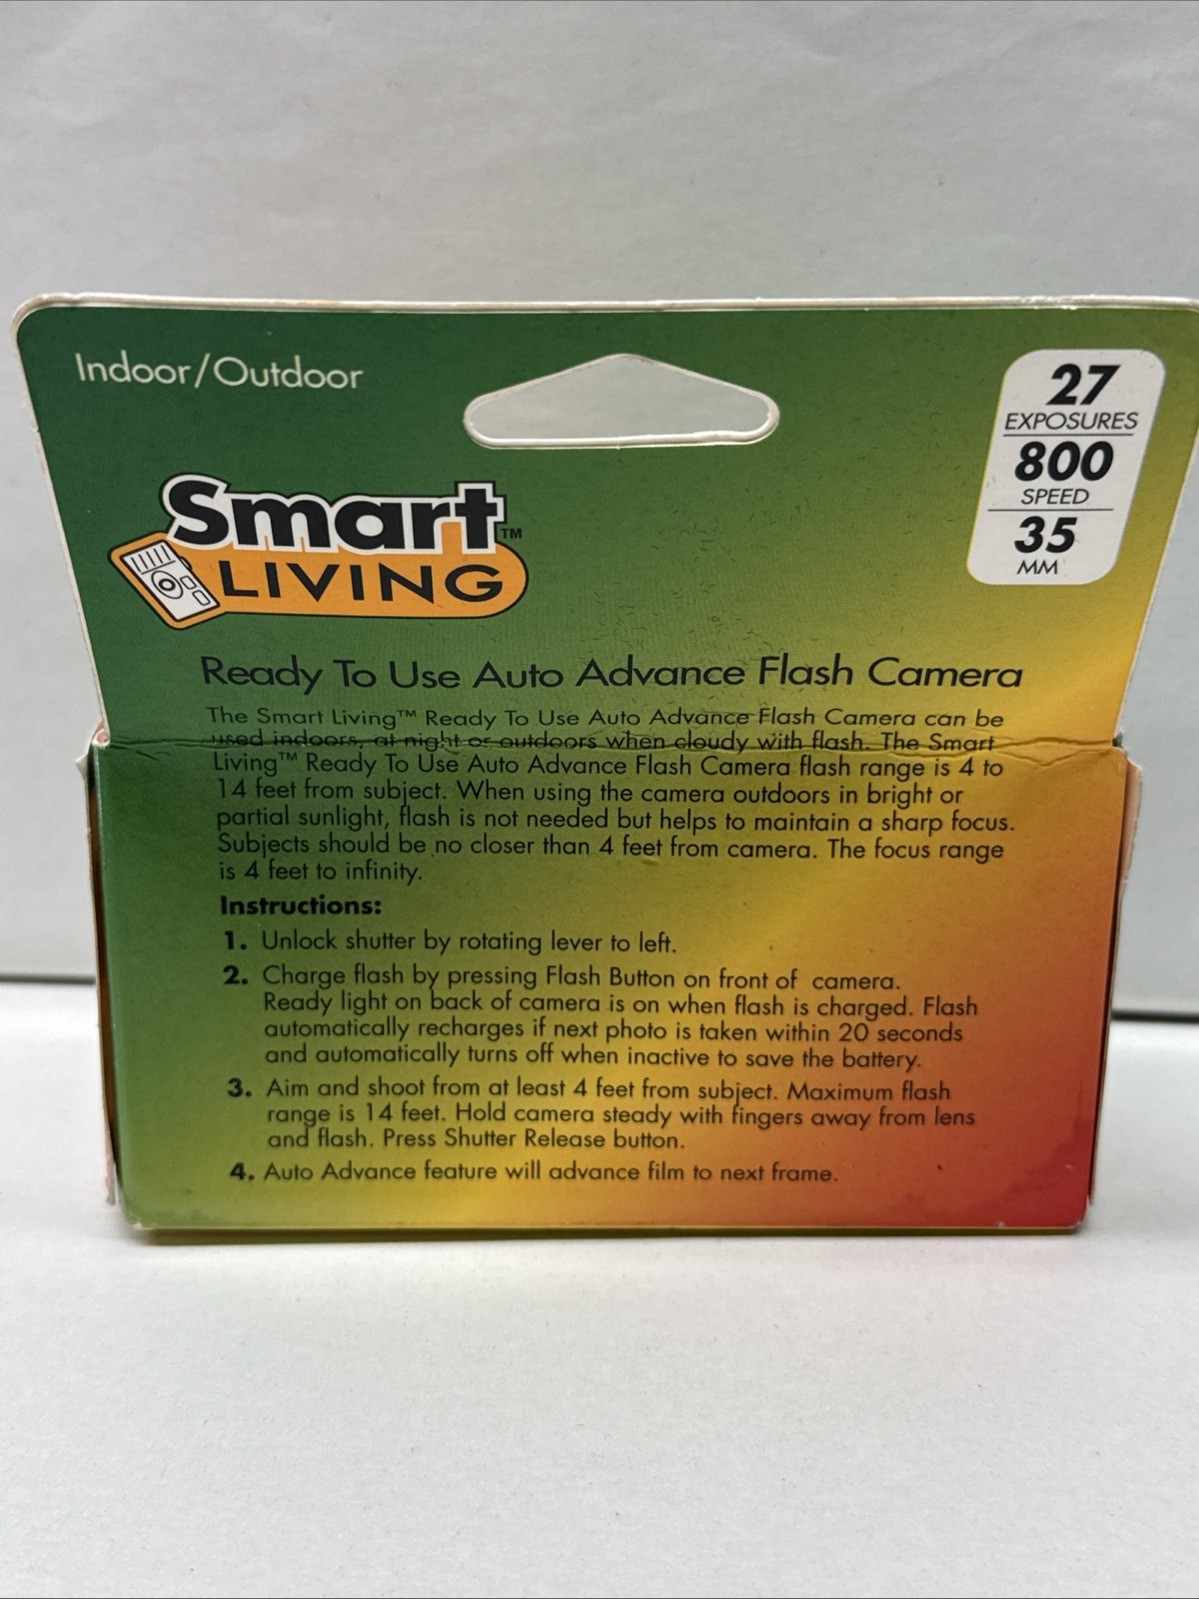 Indoor/Outdoor
27
EXPOSURES
800
SPEED
35
MM
Smart™
LIVING
Ready To Use Auto Advance Flash Camera
The Smart Living™ Ready To Use Auto Advance Flash Camera can be
used indoors, at night or outdoors when cloudy with flash. The Smart
Living™ Ready To Use Auto Advance Flash Camera flash range is 4 to
14 feet from subject. When using the camera outdoors in bright or
partial sunlight, flash is not needed but helps to maintain a sharp focus.
Subjects should be no closer than 4 feet from camera. The focus range
is 4 feet to infinity.
Instructions:
1. Unlock shutter by rotating lever to left.
2. Charge flash by pressing Flash Button on front of camera.
Ready light on back of camera is on when flash is charged. Flash
automatically recharges if next photo is taken within 20 seconds
and automatically turns off when inactive to save the battery.
3. Aim and shoot from at least 4 feet from subject. Maximum flash
range is 14 feet. Hold camera steady with fingers away from lens
and flash. Press Shutter Release button.
4. Auto Advance feature will advance film to next frame.